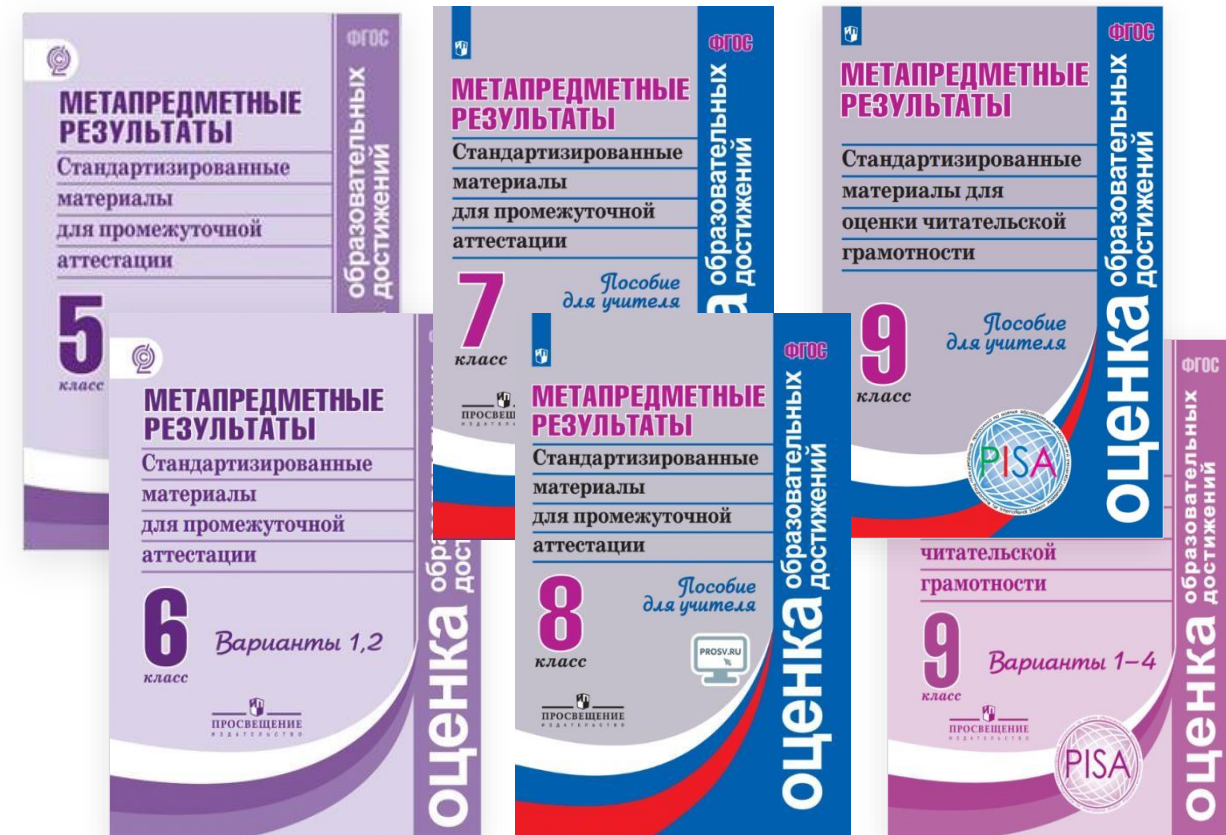 ФГОС
МЕТАПРЕДМЕТНЫЕ
РЕЗУЛЬТАТЫ
Стандартизированные
материалы
для промежуточной
аттестации
5
класс
образовательных
достижений
ФГОС
МЕТАПРЕДМЕТНЫЕ
РЕЗУЛЬТАТЫ
Стандартизированные
материалы
для промежуточной
аттестации
7
класс
Пособие
для учителя
образовательных
достижений
ФГОС
МЕТАПРЕДМЕТНЫЕ
РЕЗУЛЬТАТЫ
Стандартизированные
материалы для
оценки читательской
грамотности
9
класс
Пособие
для учителя
PISA
оценка
образовательных
достижений
МЕТАПРЕДМЕТНЫЕ
РЕЗУЛЬТАТЫ
Стандартизированные
материалы
для промежуточной
аттестации
6
класс
Варианты 1,2
ПРОСВЕЩЕНИЕ
ИЗДАТЕЛЬСТВО
оценка
ФГОС
МЕТАПРЕДМЕТНЫЕ
РЕЗУЛЬТАТЫ
Стандартизированные
материалы
для промежуточной
аттестации
8
класс
Пособие
для учителя
PROSV.RU
ПРОСВЕЩЕНИЕ
ИЗДАТЕЛЬСТВО
оценка
образовательных
достижений
ФГОС
читательской
грамотности
9
класс
Варианты 1–4
ПРОСВЕЩЕНИЕ
ИЗДАТЕЛЬСТВО
PISA
оценка
образовательных
достижений